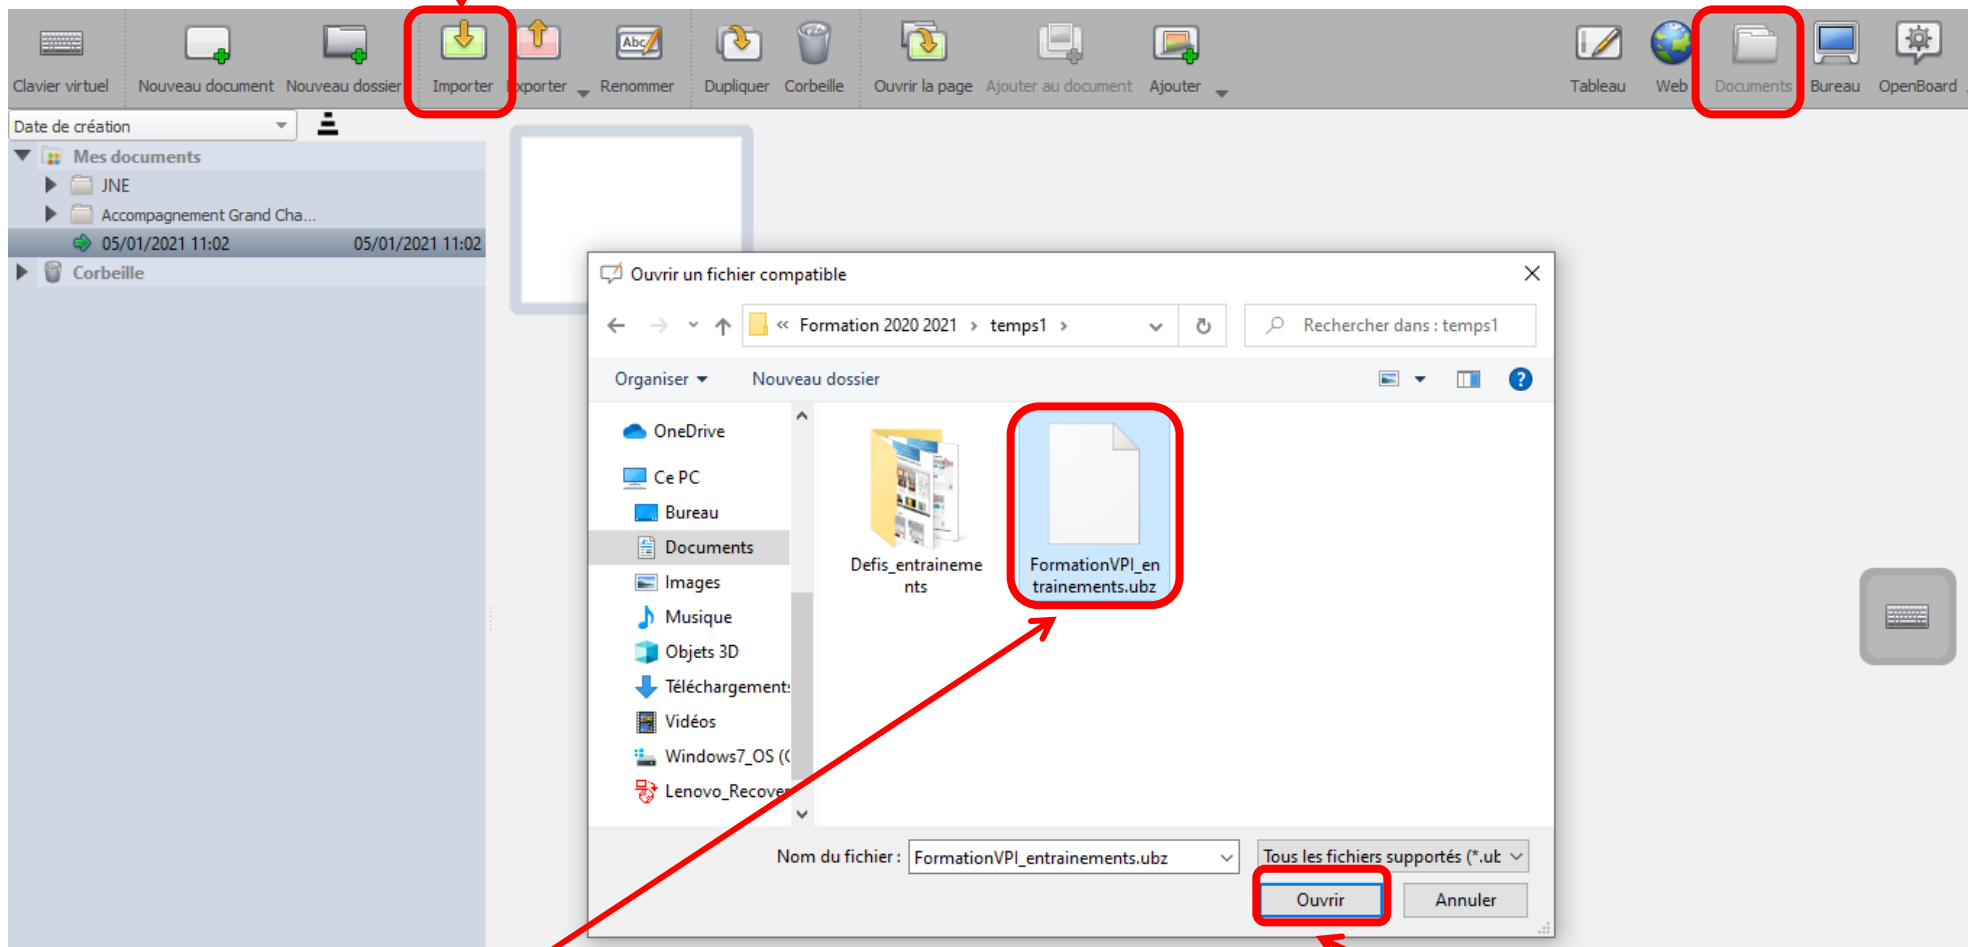 Clavier virtuel Nouveau document Nouveau dossier Importer Exporter Renommer Dupliquer Corbeille Ouvrir la page Ajouter au document Ajouter Tableau Web Documents Bureau OpenBoard
Date de création
Mes documents
JNE
Accompagnement Grand Cha...
05/01/2021 11:02 05/01/2021 11:02
Corbeille
Ouvrir un fichier compatible
« Formation 2020 2021 › temps1 ›
Rechercher dans : temps1
Organiser Nouveau dossier
OneDrive
Ce PC
Bureau
Documents
Images
Musique
Objets 3D
Téléchargements
Vidéos
Windows7_OS (C
Lenovo_Recover
Defis_entraineme
nts
FormationVPI_en
trainements.ubz
Nom du fichier : FormationVPI_entrainements.ubz Tous les fichiers supportés (*.ub
Ouvrir Annuler